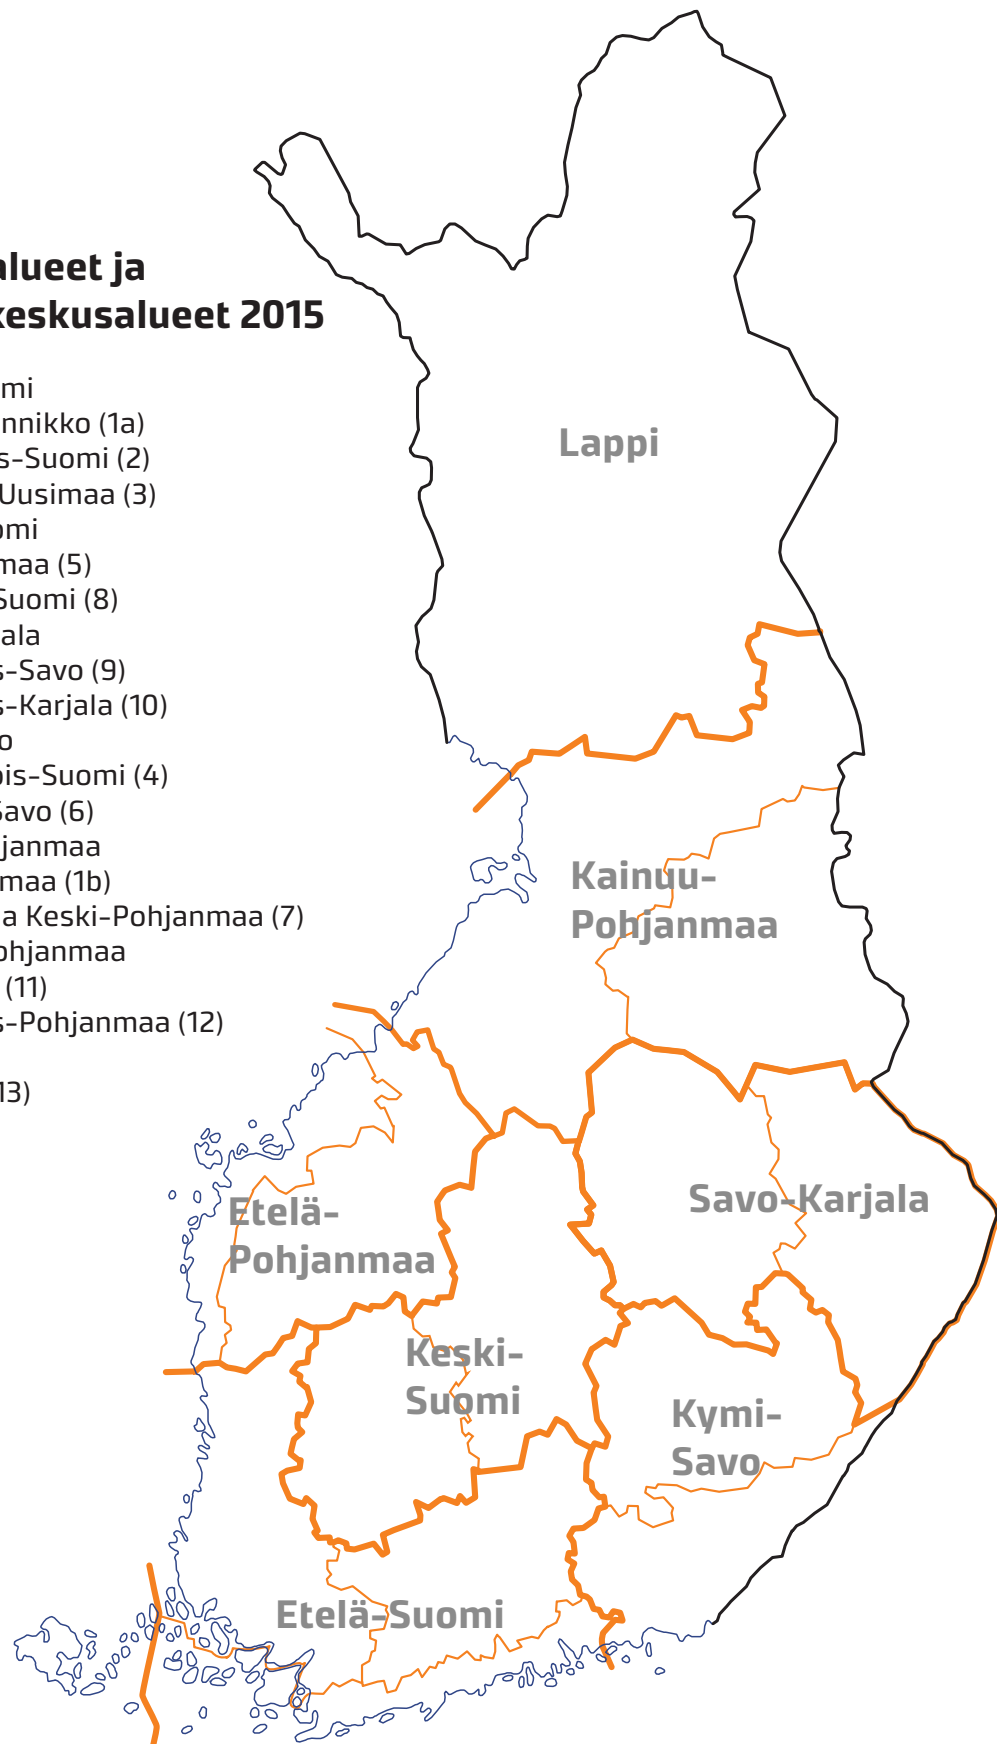 alueet ja
keskusalueet 2015
mi
nnikko (1a)
s-Suomi (2)
Uusimaa (3)
omi
maa (5)
Suomi (8)
ala
s-Savo (9)
s-Karjala (10)
o
ois-Suomi (4)
Savo (6)
janmaa
maa (1b)
a Keski-Pohjanmaa (7)
ohjanmaa
(11)
s-Pohjanmaa (12)
13)
Lappi
Kainuu-
Pohjanmaa
Etelä-
Pohjanmaa
Savo-Karjala
Keski-
Suomi
Kymi-
Savo
Etelä-Suomi